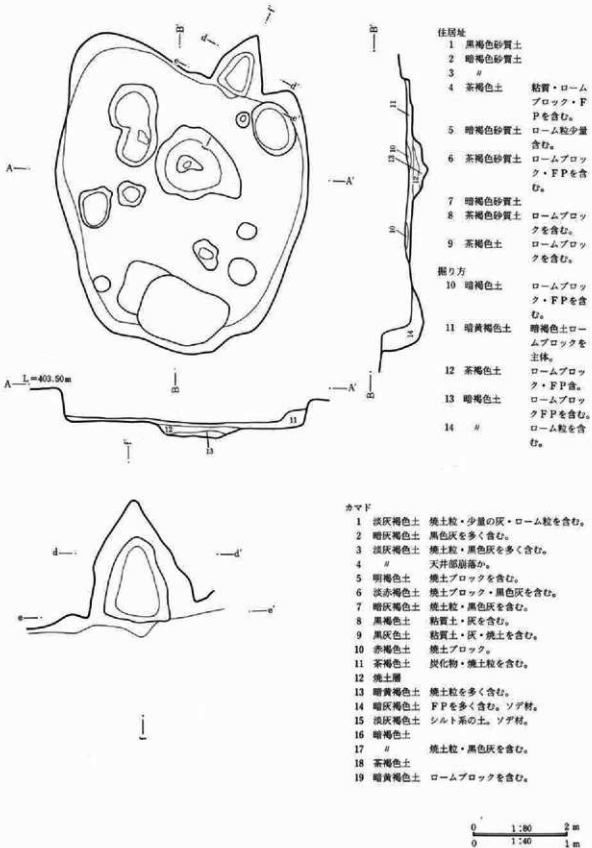 住居址
1 黒褐色砂質土
2 暗褐色砂質土
3 〃
4 茶褐色土 粘質・ローム
ブロック・F
Pを含む。
5 暗褐色砂質土 ローム粒少量
含む。
6 茶褐色砂質土 ロームブロッ
ク・FPを含
む。
7 暗褐色砂質土
8 茶褐色砂質土 ロームブロッ
クを含む。
9 茶褐色土 ロームブロッ
クを含む。
掘り方
10 暗褐色土 ロームブロッ
ク・FPを含
む。
11 暗黄褐色土 暗褐色土ロー
ムブロックを
主体。
12 茶褐色土 ロームブロッ
ク・FP含。
13 暗褐色土 ロームブロッ
クFPを含む。
14 〃 ローム粒を含
む。
B′
d
d′
e
e′
A
A′
B′
11
13 10
12
10
14
A
L=403.50m
B
A′
B
12
13
11
d
d′
e
e′
カマド
1 淡灰褐色土 焼土粒・少量の灰・ローム粒を含む。
2 暗灰褐色土 黒色灰を多く含む。
3 淡灰褐色土 焼土粒・黒色灰を多く含む。
4 〃 天井部崩落か。
5 明褐色土 焼土ブロックを含む。
6 淡赤褐色土 焼土ブロック・黒色灰を含む。
7 暗灰褐色土 焼土粒・黒色灰を含む。
8 黒褐色土 粘質土・灰を含む。
9 黒灰色土 粘質土・灰・焼土を含む。
10 赤褐色土 焼土ブロック。
11 茶褐色土 炭化物・焼土粒を含む。
12 焼土層
13 暗黄褐色土 焼土粒を多く含む。
14 暗灰褐色土 FPを多く含む。ソデ材。
15 淡灰褐色土 シルト系の土。ソデ材。
16 暗褐色土
17 〃 焼土粒・黒色灰を含む。
18 茶褐色土
19 暗黄褐色土 ロームブロックを含む。
0 1:80 2m
0 1:40 1m